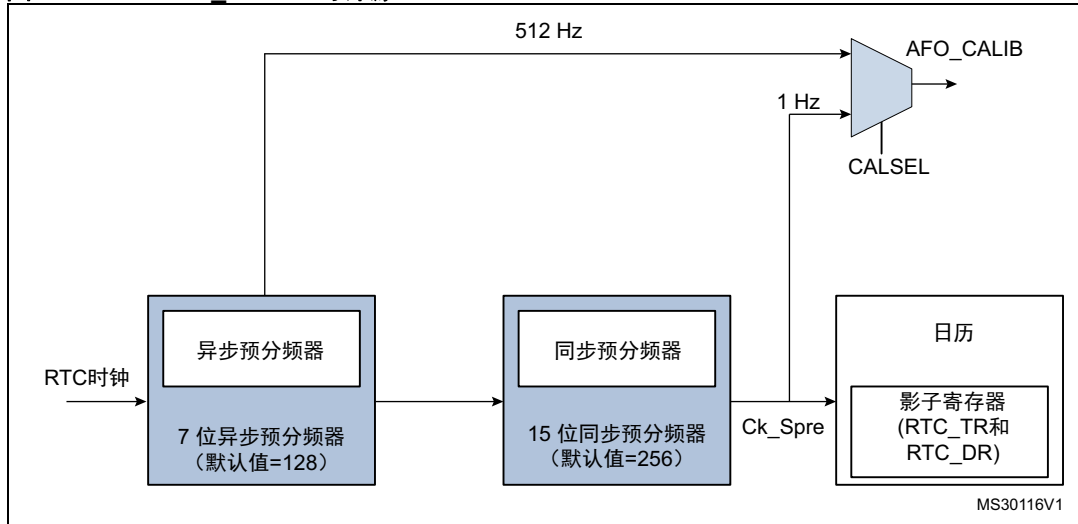 512 Hz
AFO_CALIB
1 Hz
CALSEL
RTC时钟
异步预分频器
7 位异步预分频器
（默认值=128）
同步预分频器
15 位同步预分频器
（默认值=256）
Ck_Spre
日历
影子寄存器
(RTC_TR和
RTC_DR)
MS30116V1